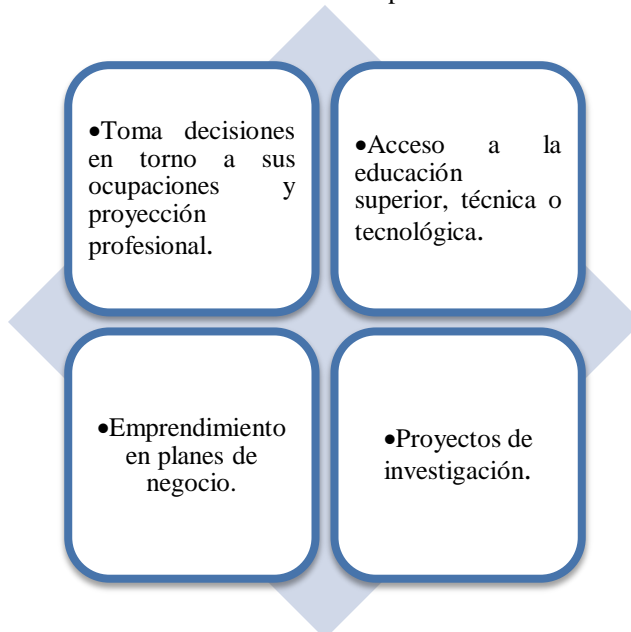 •Toma decisiones
en torno a sus
ocupaciones y
proyección
profesional.
•Acceso a la
educación
superior, técnica o
tecnológica.
•Emprendimiento
en planes de
negocio.
•Proyectos de
investigación.